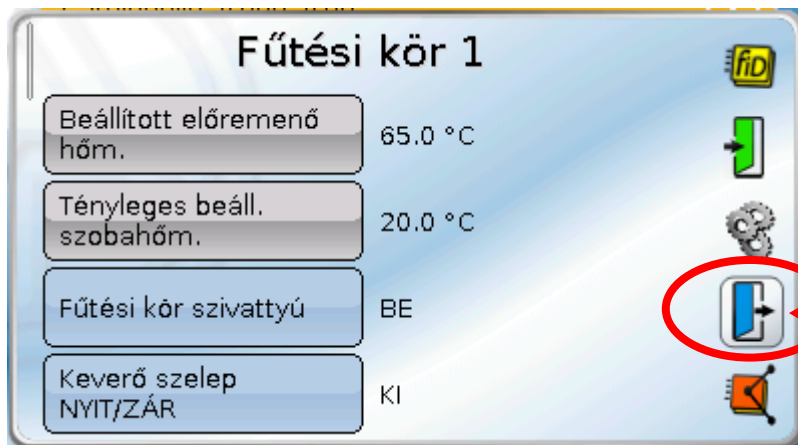 Fűtési kör 1
fiD
Beállított előremenő
hőm.
65.0 °C
Tényleges beáll.
szobahőm.
20.0 °C
Fűtési kör szivattyú
BE
Keverő szelep
NYIT/ZÁR
KI